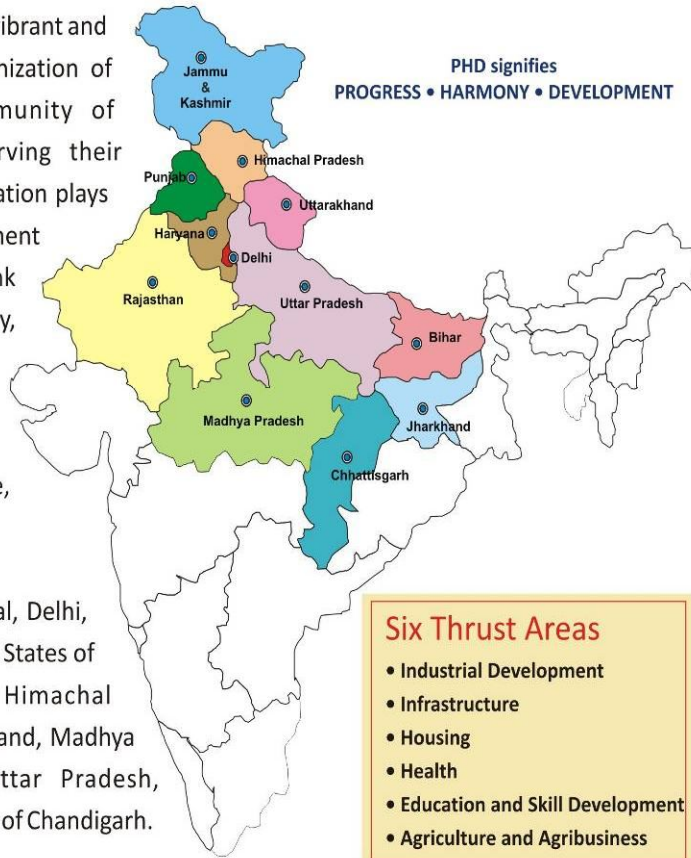 ibrant and
nization of
munity of
rving their
ation plays
ment
nk
y,
e,
al, Delhi,
States of
Himachal
and, Madhya
ttar Pradesh,
of Chandigarh.
PHD signifies
PROGRESS • HARMONY • DEVELOPMENT
Jammu
&
Kashmir
Himachal Pradesh
Punjab
Uttarakhand
Haryana
Delhi
Rajasthan
Uttar Pradesh
Bihar
Madhya Pradesh
Jharkhand
Chhattisgarh
Six Thrust Areas
• Industrial Development
• Infrastructure
• Housing
• Health
• Education and Skill Development
• Agriculture and Agribusiness